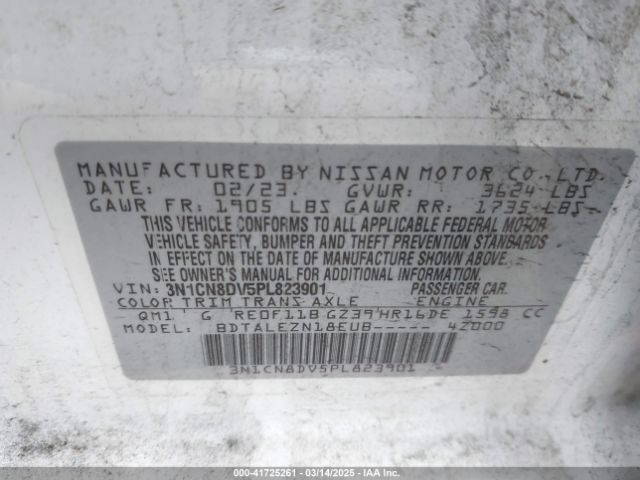 MANUFACTURED BY NISSAN MOTOR CO.,LTD.
DATE: 02/23. GVWR: 3624 LBS
GAWR FR: 1905 LBS GAWR RR: 1735 LBS
THIS VEHICLE CONFORMS TO ALL APPLICABLE FEDERAL MOTOR
VEHICLE SAFETY, BUMPER AND THEFT PREVENTION STANDARDS
IN EFFECT ON THE DATE OF MANUFACTURE SHOWN ABOVE.
SEE OWNER'S MANUAL FOR ADDITIONAL INFORMATION.
VIN: 3N1CN8DV5PL823901 PASSENGER CAR.
COLOR TRIM TRANS AXLE ENGINE
QM1 G RE0F11B GZ39 HR16DE 1598 CC
MODEL: BDTALEZN18EUB----- 4Z000
3N1CN8DV5PL823901
00-41725261 | 03/14/2025 | IAA Inc.